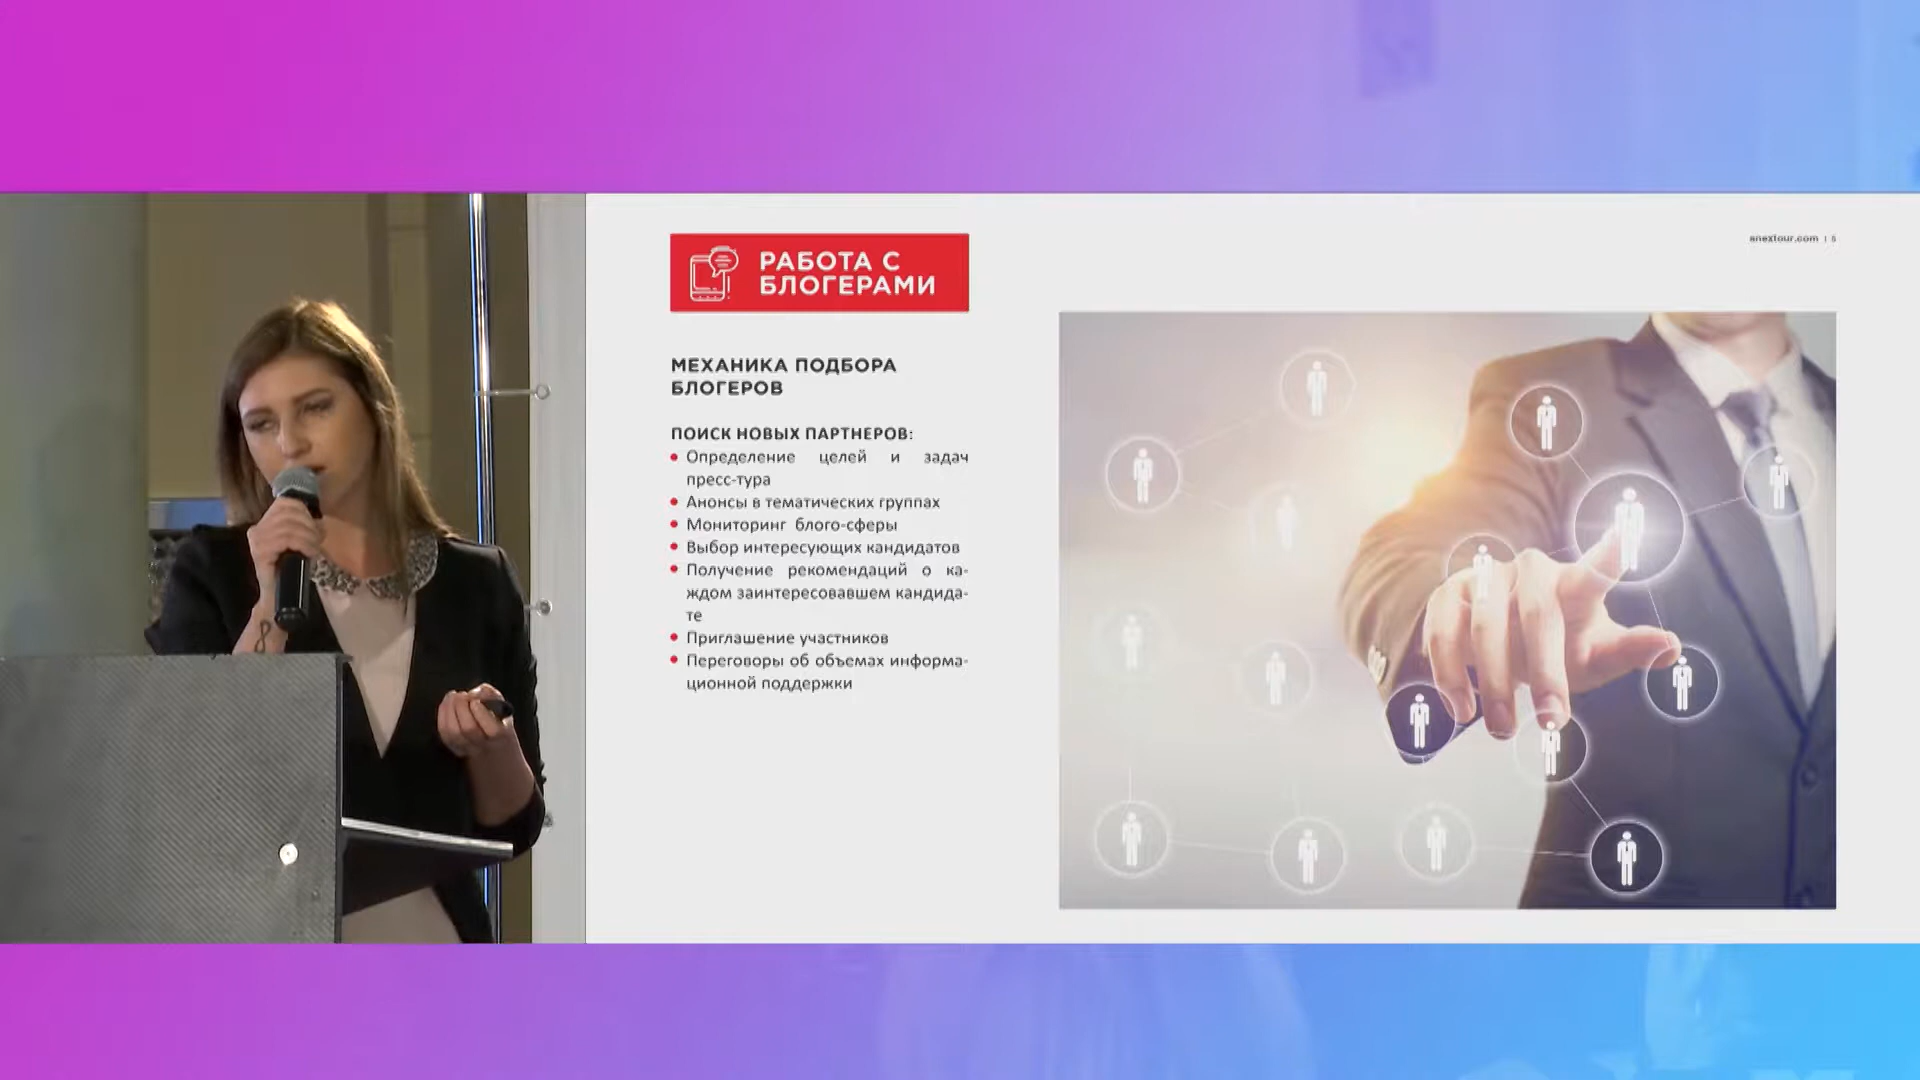 anextour.com | 5
РАБОТА С
БЛОГЕРАМИ
МЕХАНИКА ПОДБОРА
БЛОГЕРОВ
ПОИСК НОВЫХ ПАРТНЕРОВ:
• Определение целей и задач
пресс-тура
• Анонсы в тематических группах
• Мониторинг блого-сферы
• Выбор интересующих кандидатов
• Получение рекомендаций о ка-
ждом заинтересовавшем кандида-
те
• Приглашение участников
• Переговоры об объемах информа-
ционной поддержки